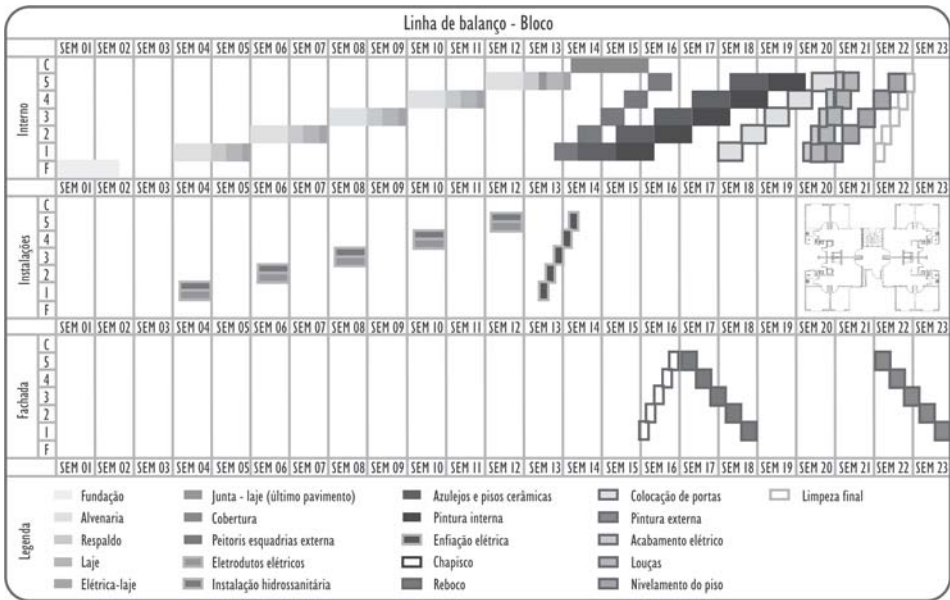 Linha de balanço - Bloco
SEM 01 SEM 02 SEM 03 SEM 04 SEM 05 SEM 06 SEM 07 SEM 08 SEM 09 SEM 10 SEM 11 SEM 12 SEM 13 SEM 14 SEM 15 SEM 16 SEM 17 SEM 18 SEM 19 SEM 20 SEM 21 SEM 22 SEM 23
Interno
C
5
4
3
2
1
F
SEM 01 SEM 02 SEM 03 SEM 04 SEM 05 SEM 06 SEM 07 SEM 08 SEM 09 SEM 10 SEM 11 SEM 12 SEM 13 SEM 14 SEM 15 SEM 16 SEM 17 SEM 18 SEM 19 SEM 20 SEM 21 SEM 22 SEM 23
Instalações
C
5
4
3
2
1
F
SEM 01 SEM 02 SEM 03 SEM 04 SEM 05 SEM 06 SEM 07 SEM 08 SEM 09 SEM 10 SEM 11 SEM 12 SEM 13 SEM 14 SEM 15 SEM 16 SEM 17 SEM 18 SEM 19 SEM 20 SEM 21 SEM 22 SEM 23
Fachada
C
5
4
3
2
1
F
SEM 01 SEM 02 SEM 03 SEM 04 SEM 05 SEM 06 SEM 07 SEM 08 SEM 09 SEM 10 SEM 11 SEM 12 SEM 13 SEM 14 SEM 15 SEM 16 SEM 17 SEM 18 SEM 19 SEM 20 SEM 21 SEM 22 SEM 23
Legenda
Fundação Junta - laje (último pavimento) Azulejos e pisos cerâmicas Colocação de portas Limpeza final
Alvenaria Cobertura Pintura interna Pintura externa
Respaldo Peitoris esquadrias externa Enfiação elétrica Acabamento elétrico
Laje Eletrodutos elétricos Chapisco Louças
Elétrica-laje Instalação hidrossanitária Reboco Nivelamento do piso